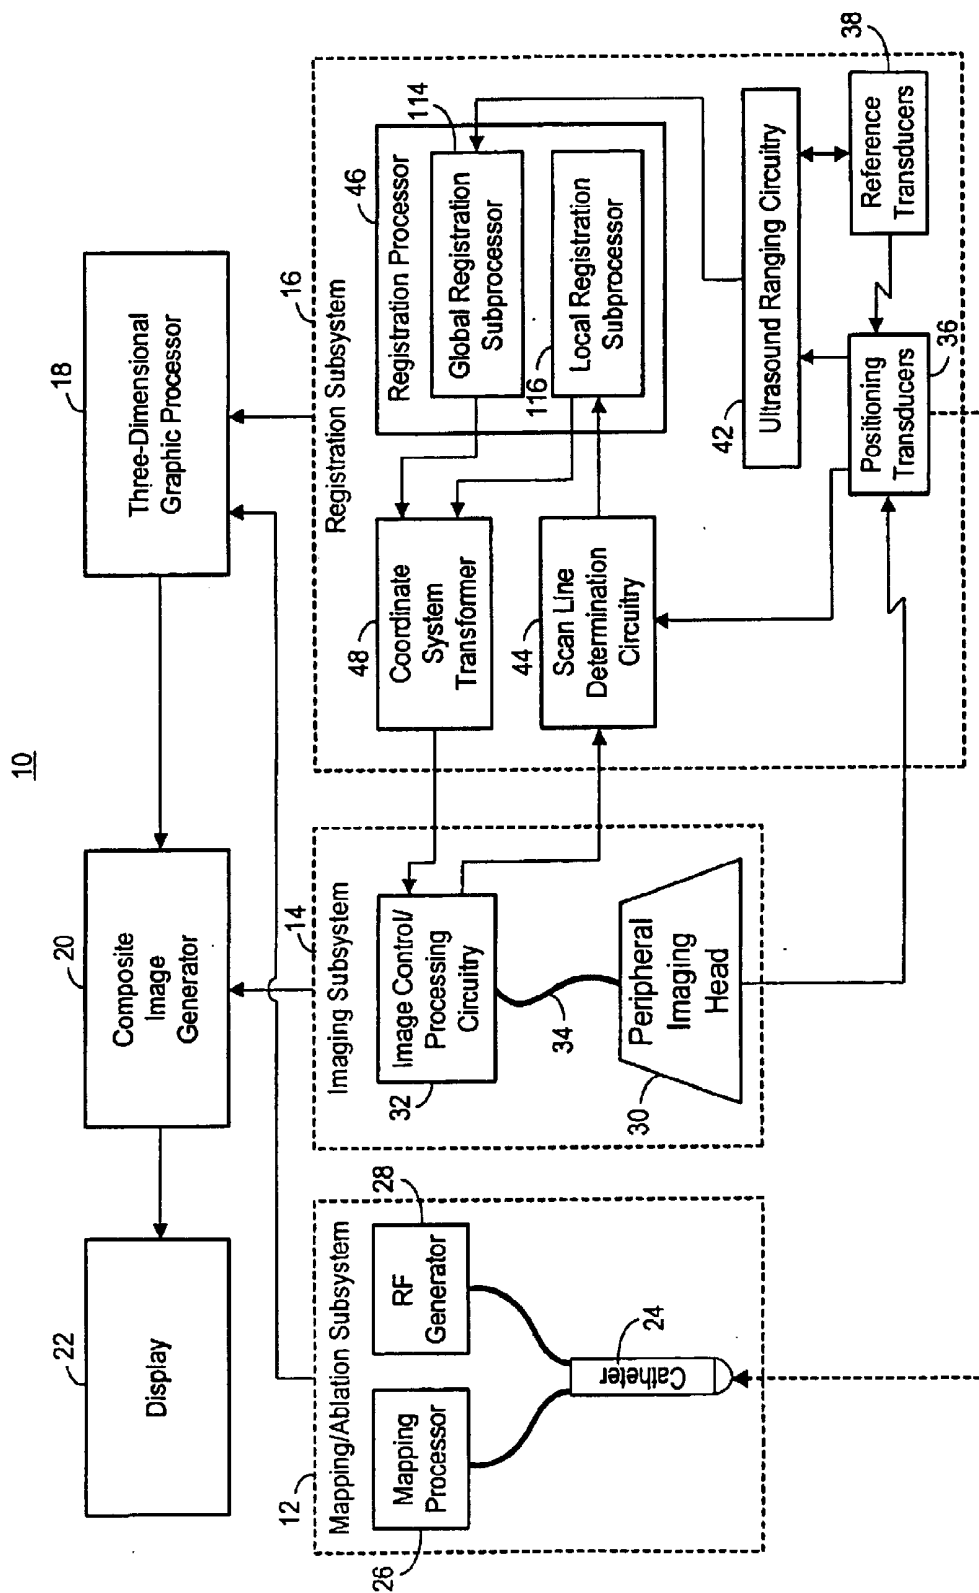 10
22
Display
20
Composite
Image
Generator
18
Three-Dimensional
Graphic Processor
12
Mapping/Ablation Subsystem
26
Mapping
Processor
28
RF
Generator
24
Catheter
14
Imaging Subsystem
32
Image Control/
Processing
Circuitry
34
30
Peripheral
Imaging
Head
16
Registration Subsystem
48
Coordinate
System
Transformer
46
Registration Processor
114
Global Registration
Subprocessor
116
Local Registration
Subprocessor
44
Scan Line
Determination
Circuitry
42
Ultrasound Ranging Circuitry
36
Positioning
Transducers
38
Reference
Transducers